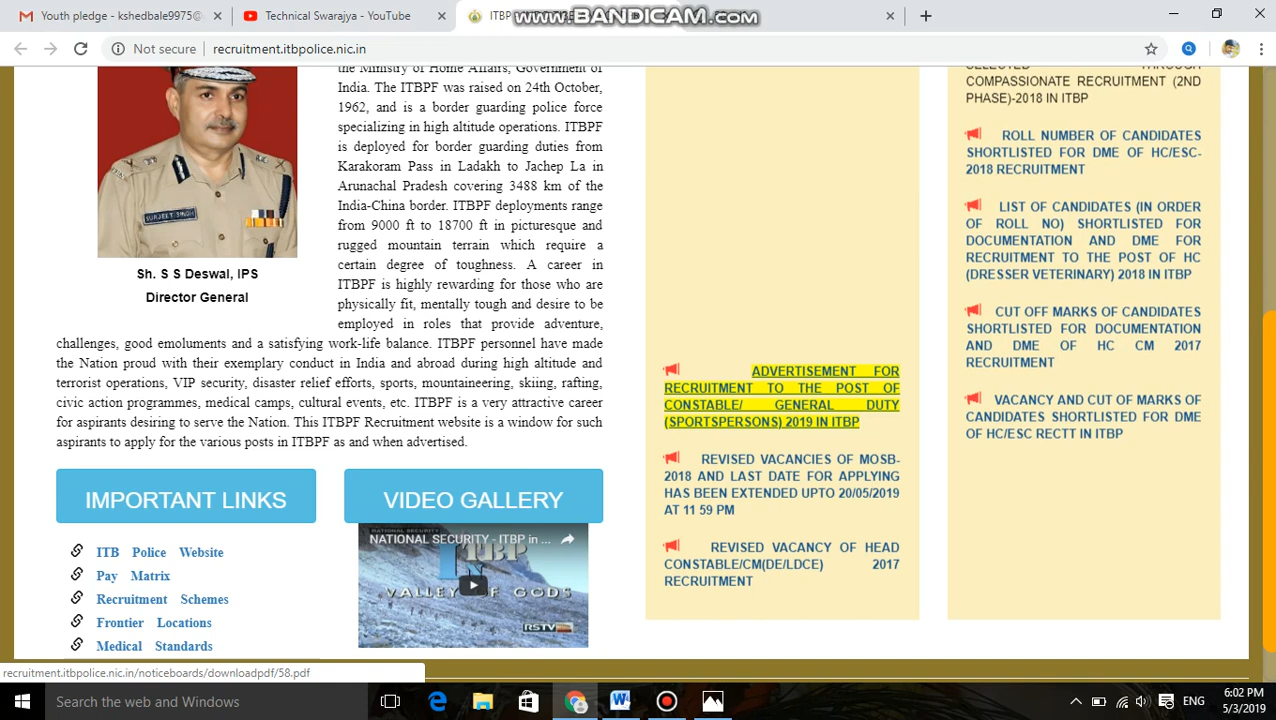 Youth pledge - kshedbale9975@
Technical Swarajya - YouTube
ITBP
www.BANDICAM.com
Not secure
recruitment.itbpolice.nic.in
the Ministry of Home Affairs, Government of
India. The ITBPF was raised on 24th October,
1962, and is a border guarding police force
specializing in high altitude operations. ITBPF
is deployed for border guarding duties from
Karakoram Pass in Ladakh to Jachep La in
Arunachal Pradesh covering 3488 km of the
India-China border. ITBPF deployments range
from 9000 ft to 18700 ft in picturesque and
rugged mountain terrain which require a
certain degree of toughness. A career in
ITBPF is highly rewarding for those who are
physically fit, mentally tough and desire to be
employed in roles that provide adventure,
challenges, good emoluments and a satisfying work-life balance. ITBPF personnel have made
the Nation proud with their exemplary conduct in India and abroad during high altitude and
terrorist operations, VIP security, disaster relief efforts, sports, mountaineering, skiing, rafting,
civic action programmes, medical camps, cultural events, etc. ITBPF is a very attractive career
for aspirants desiring to serve the Nation. This ITBPF Recruitment website is a window for such
aspirants to apply for the various posts in ITBPF as and when advertised.
SURJEET SINGH
Sh. S S Deswal, IPS
Director General
IMPORTANT LINKS
ITB Police Website
Pay Matrix
Recruitment Schemes
Frontier Locations
Medical Standards
VIDEO GALLERY
NATIONAL SECURITY
NATIONAL SECURITY - ITBP in ...
ITBP
IN
VALLEY OF GODS
RSTV
ADVERTISEMENT FOR
RECRUITMENT TO THE POST OF
CONSTABLE/ GENERAL DUTY
(SPORTSPERSONS) 2019 IN ITBP
REVISED VACANCIES OF MOSB-
2018 AND LAST DATE FOR APPLYING
HAS BEEN EXTENDED UPTO 20/05/2019
AT 11 59 PM
REVISED VACANCY OF HEAD
CONSTABLE/CM(DE/LDCE) 2017
RECRUITMENT
SELECTED THROUGH
COMPASSIONATE RECRUITMENT (2ND
PHASE)-2018 IN ITBP
ROLL NUMBER OF CANDIDATES
SHORTLISTED FOR DME OF HC/ESC-
2018 RECRUITMENT
LIST OF CANDIDATES (IN ORDER
OF ROLL NO) SHORTLISTED FOR
DOCUMENTATION AND DME FOR
RECRUITMENT TO THE POST OF HC
(DRESSER VETERINARY) 2018 IN ITBP
CUT OFF MARKS OF CANDIDATES
SHORTLISTED FOR DOCUMENTATION
AND DME OF HC CM 2017
RECRUITMENT
VACANCY AND CUT OF MARKS OF
CANDIDATES SHORTLISTED FOR DME
OF HC/ESC RECTT IN ITBP
recruitment.itbpolice.nic.in/noticeboards/downloadpdf/58.pdf
Search the web and Windows
ENG
6:02 PM
5/3/2019